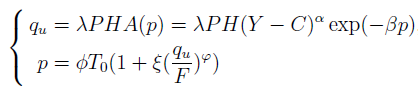 q_u = λPHA(p) = λPH(Y − C)^α exp(−βp)
p = ϕT_0(1 + ξ(q_u/F)^φ)